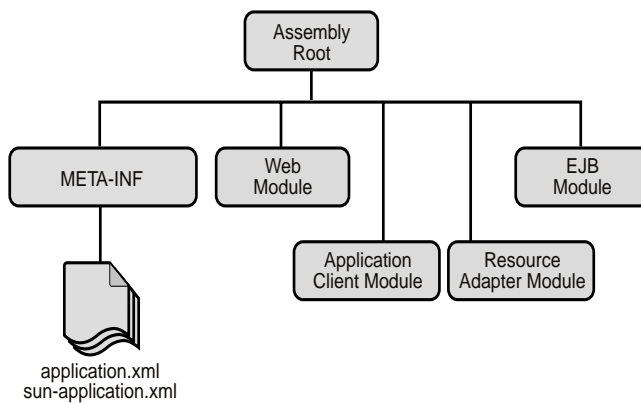 Assembly
Root
META-INF
Web
Module
EJB
Module
Application
Client Module
Resource
Adapter Module
application.xml
sun-application.xml